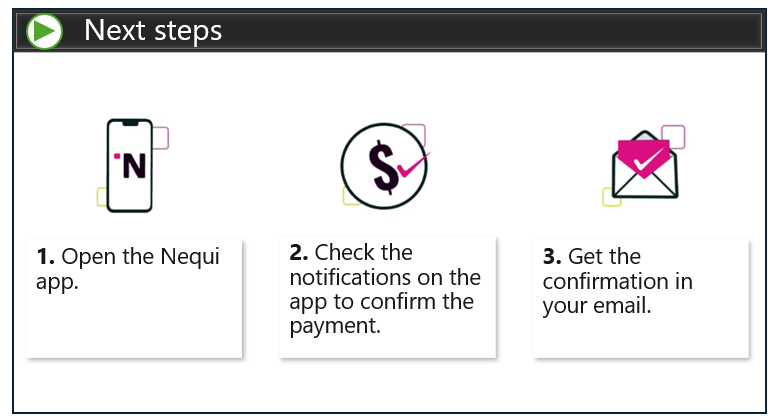 Next steps
N
$
1. Open the Nequi
app.
2. Check the
notifications on the
app to confirm the
payment.
3. Get the
confirmation in
your email.